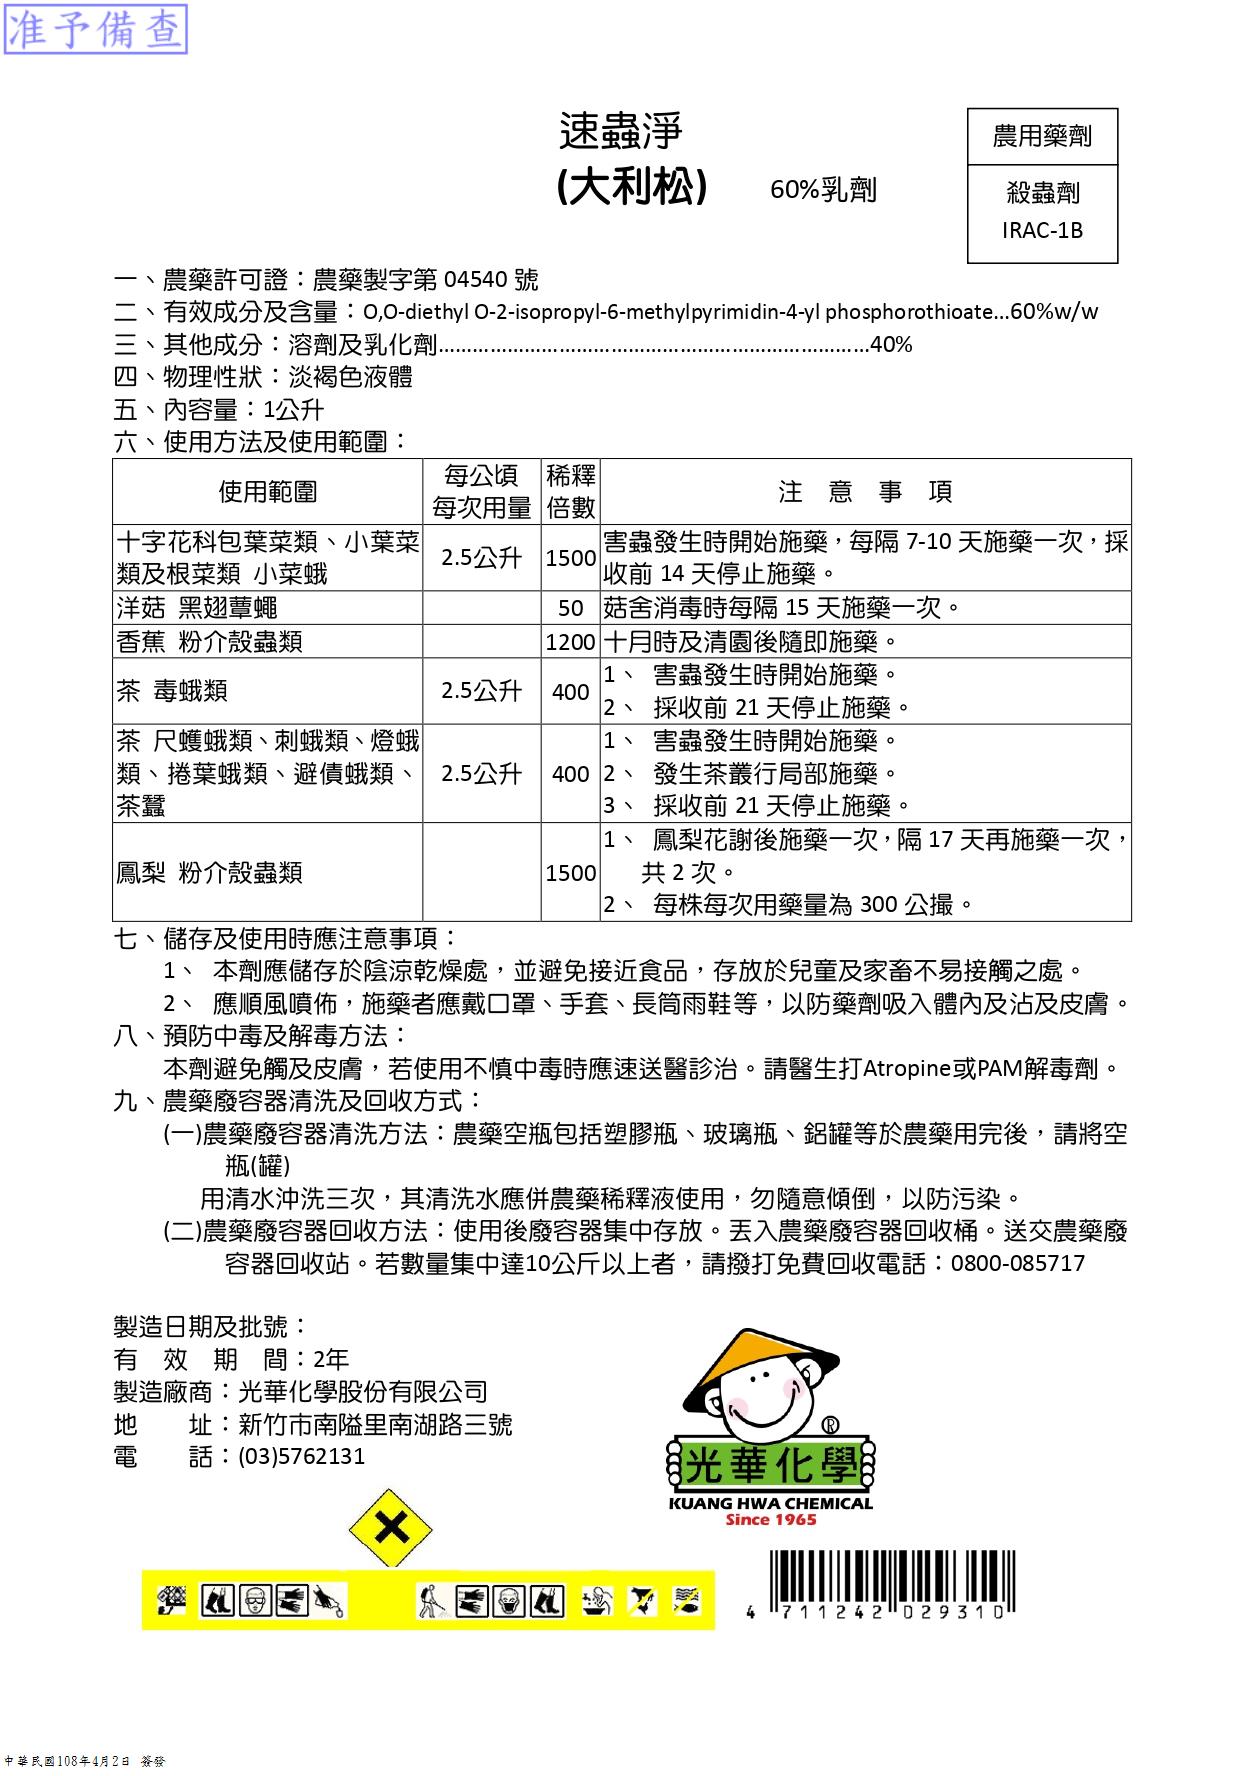 准予備查
速蟲淨
(大利松) 60%乳劑
農用藥劑
殺蟲劑
IRAC-1B
一、農藥許可證：農藥製字第 04540 號
二、有效成分及含量：O,O-diethyl O-2-isopropyl-6-methylpyrimidin-4-yl phosphorothioate...60%w/w
三、其他成分：溶劑及乳化劑.....................................................................40%
四、物理性狀：淡褐色液體
五、內容量：1公升
六、使用方法及使用範圍：
使用範圍 每公頃每次用量 稀釋倍數 注 意 事 項
十字花科包葉菜類、小葉菜 2.5公升 1500 害蟲發生時開始施藥，每隔 7-10 天施藥一次，採
類及根菜類 小菜蛾 收前 14 天停止施藥。
洋菇 黑翅蕈蠅 50 菇舍消毒時每隔 15 天施藥一次。
香蕉 粉介殼蟲類 1200 十月時及清園後隨即施藥。
茶 毒蛾類 2.5公升 400 1、 害蟲發生時開始施藥。
2、 採收前 21 天停止施藥。
茶 尺蠖蛾類、刺蛾類、燈蛾 1、 害蟲發生時開始施藥。
類、捲葉蛾類、避債蛾類、 2.5公升 400 2、 發生茶叢行局部施藥。
茶蠶 3、 採收前 21 天停止施藥。
鳳梨 粉介殼蟲類 1500 1、 鳳梨花謝後施藥一次，隔 17 天再施藥一次，
共 2 次。
2、 每株每次用藥量為 300 公撮。
七、儲存及使用時應注意事項：
1、 本劑應儲存於陰涼乾燥處，並避免接近食品，存放於兒童及家畜不易接觸之處。
2、 應順風噴佈，施藥者應戴口罩、手套、長筒雨鞋等，以防藥劑吸入體內及沾及皮膚。
八、預防中毒及解毒方法：
本劑避免觸及皮膚，若使用不慎中毒時應速送醫診治。請醫生打Atropine或PAM解毒劑。
九、農藥廢容器清洗及回收方式：
(一)農藥廢容器清洗方法：農藥空瓶包括塑膠瓶、玻璃瓶、鋁罐等於農藥用完後，請將空
瓶(罐)
用清水沖洗三次，其清洗水應併農藥稀釋液使用，勿隨意傾倒，以防污染。
(二)農藥廢容器回收方法：使用後廢容器集中存放。丟入農藥廢容器回收桶。送交農藥廢
容器回收站。若數量集中達10公斤以上者，請撥打免費回收電話：0800-085717
製造日期及批號：
有 效 期 間：2年
製造廠商：光華化學股份有限公司
地 址：新竹市南隘里南湖路三號
電 話：(03)5762131
®
光華化學
KUANG HWA CHEMICAL
Since 1965
4 711242 029310
中華民國108年4月2日 簽發